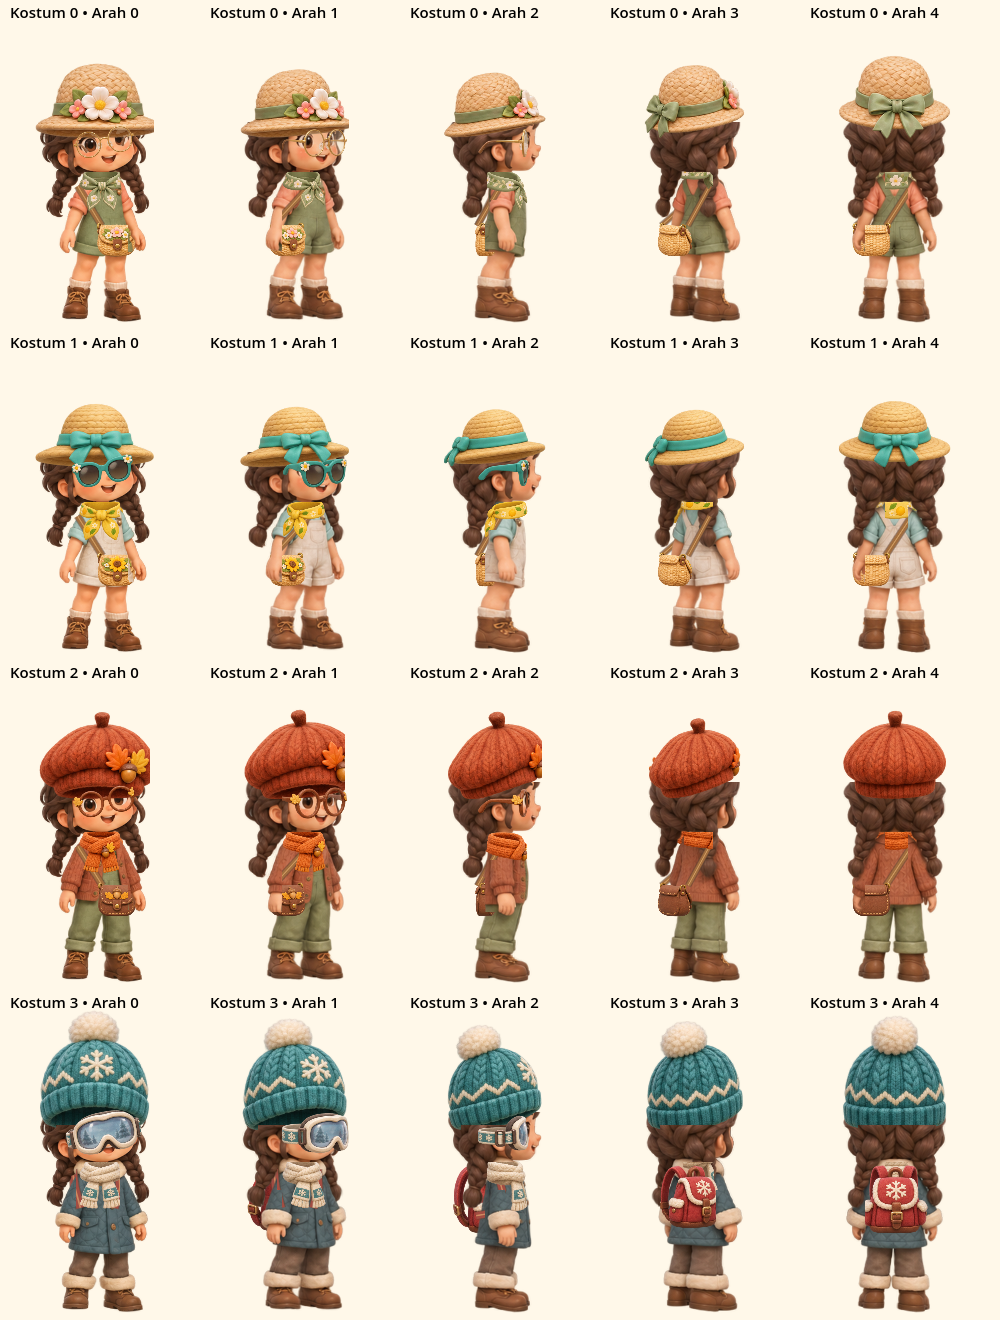 Kostum 0 • Arah 0
Kostum 0 • Arah 1
Kostum 0 • Arah 2
Kostum 0 • Arah 3
Kostum 0 • Arah 4
Kostum 1 • Arah 0
Kostum 1 • Arah 1
Kostum 1 • Arah 2
Kostum 1 • Arah 3
Kostum 1 • Arah 4
Kostum 2 • Arah 0
Kostum 2 • Arah 1
Kostum 2 • Arah 2
Kostum 2 • Arah 3
Kostum 2 • Arah 4
Kostum 3 • Arah 0
Kostum 3 • Arah 1
Kostum 3 • Arah 2
Kostum 3 • Arah 3
Kostum 3 • Arah 4